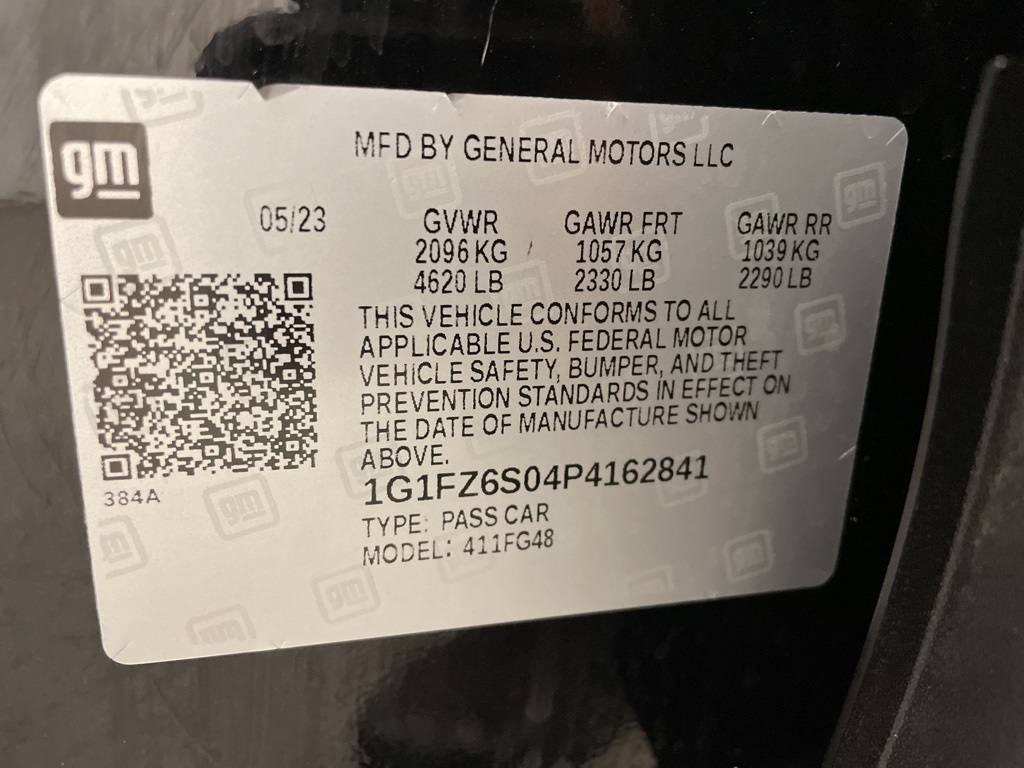 gm
MFD BY GENERAL MOTORS LLC
05/23 GVWR GAWR FRT GAWR RR
2096 KG 1057 KG 1039 KG
4620 LB 2330 LB 2290 LB
THIS VEHICLE CONFORMS TO ALL
APPLICABLE U.S. FEDERAL MOTOR
VEHICLE SAFETY, BUMPER, AND THEFT
PREVENTION STANDARDS IN EFFECT ON
THE DATE OF MANUFACTURE SHOWN
ABOVE.
384A
1G1FZ6S04P4162841
TYPE: PASS CAR
MODEL: 411FG48